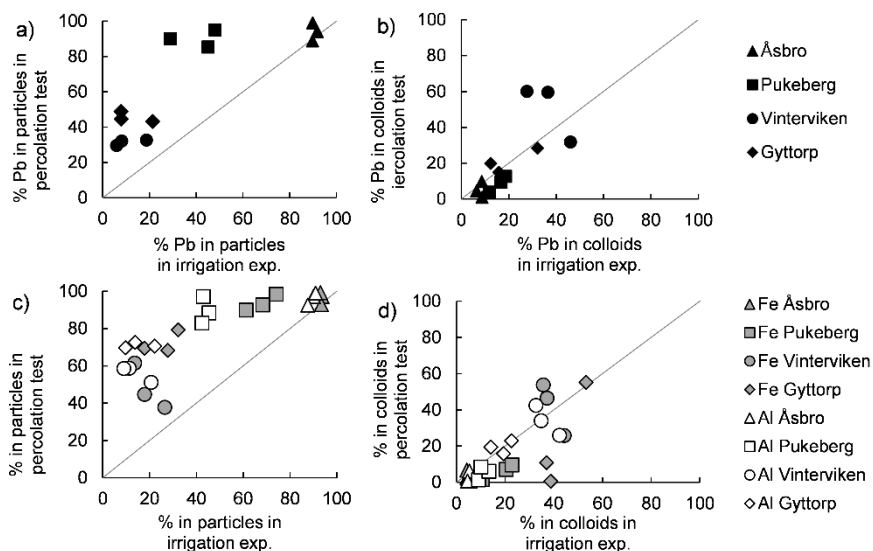 a)
100
80
60
40
20
0
% Pb in particles in
percolation test
0 20 40 60 80 100
% Pb in particles
in irrigation exp.
b)
100
80
60
40
20
0
% Pb in colloids in
iercolation test
0 20 40 60 80 100
% Pb in colloids
in irrigation exp.
Åsbro
Pukeberg
Vinterviken
Gyttorp
c)
100
80
60
40
20
0
% in particles in
percolation test
0 20 40 60 80 100
% in particles in
irrigation exp.
d)
100
80
60
40
20
0
% in colloids in
percolation test
0 20 40 60 80 100
% in colloids in
irrigation exp.
Fe Åsbro
Fe Pukeberg
Fe Vinterviken
Fe Gyttorp
Al Åsbro
Al Pukeberg
Al Vinterviken
Al Gyttorp